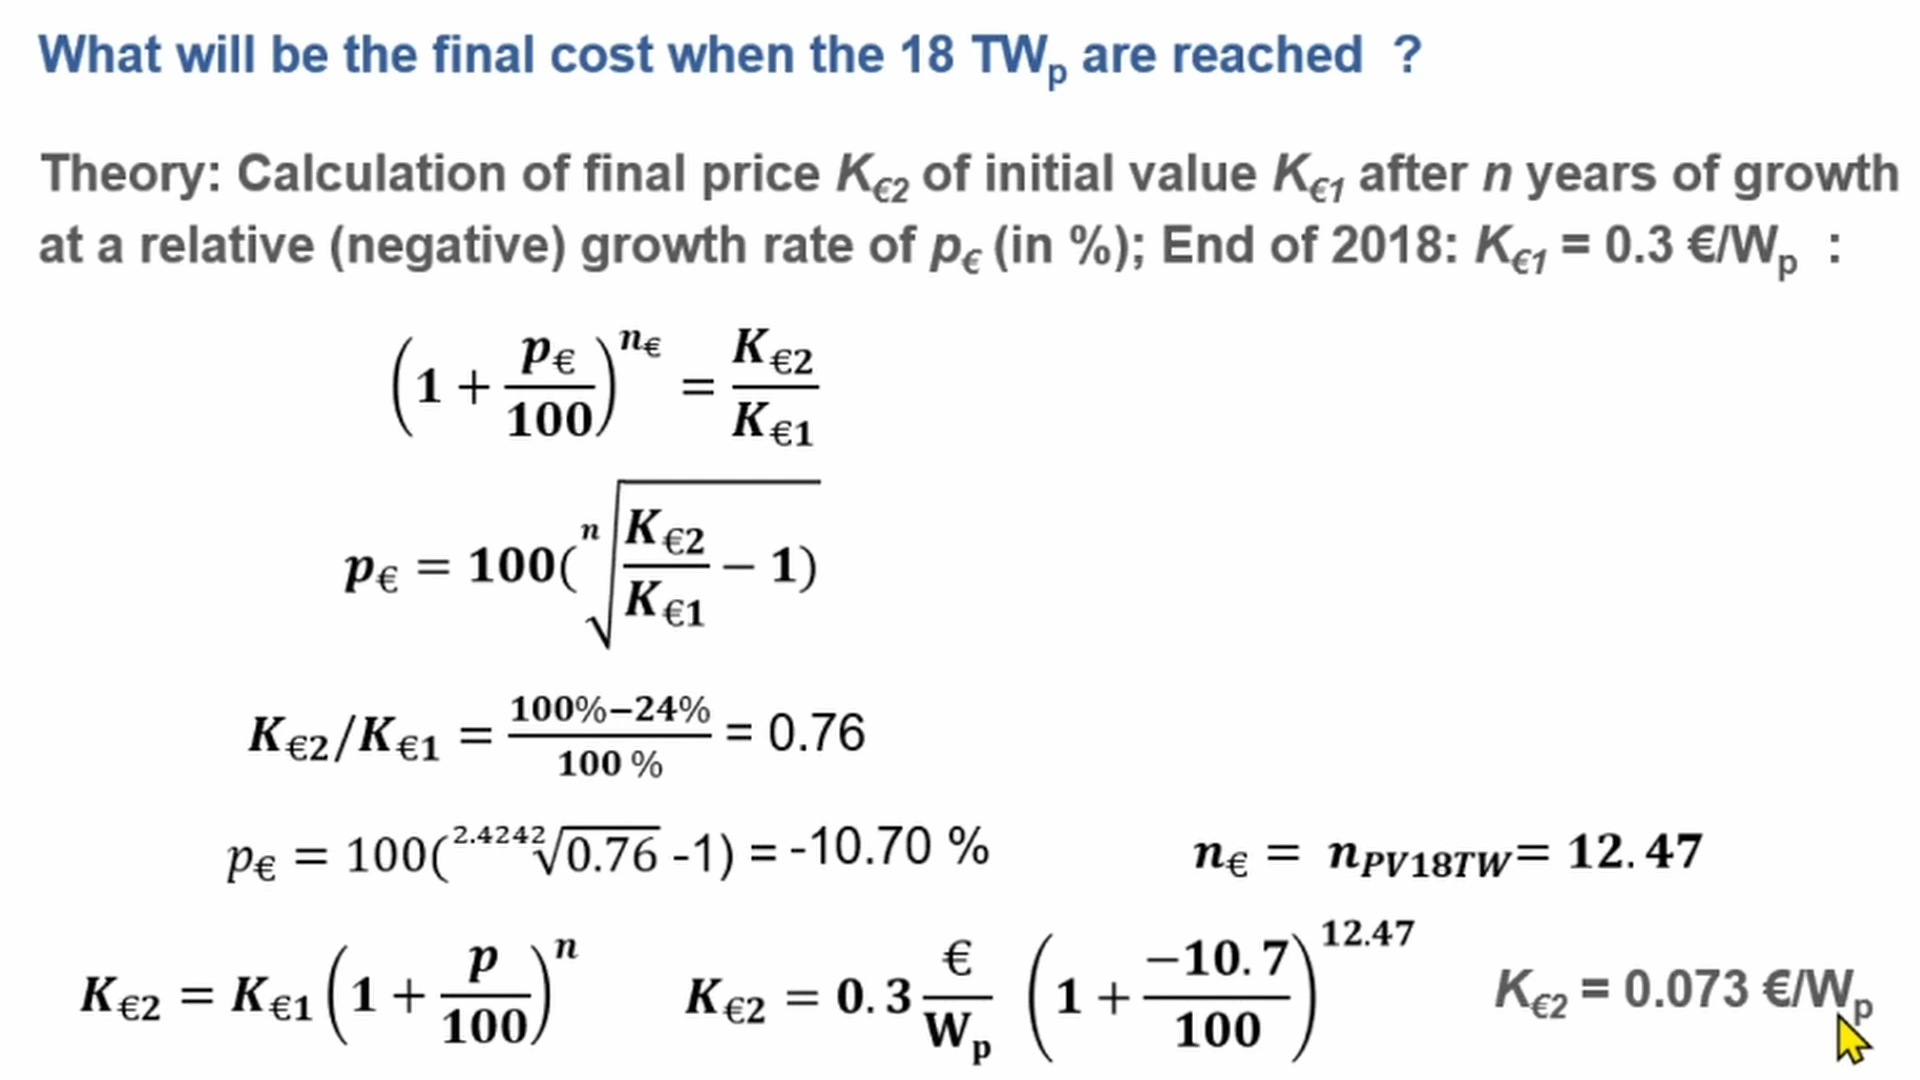 What will be the final cost when the 18 TWₚ are reached ?
Theory: Calculation of final price K€2 of initial value K€1 after n years of growth
at a relative (negative) growth rate of p€ (in %); End of 2018: K€1 = 0.3 €/Wₚ :
(1 + p€/100)^n€ = K€2/K€1
p€ = 100(ⁿ√(K€2/K€1 − 1))
K€2/K€1 = (100%−24%)/(100 %) = 0.76
p€ = 100(^2.4242√0.76 -1) = -10.70 % n€ = nPV18TW= 12.47
K€2 = K€1 (1 + p/100)^n K€2 = 0.3 €/Wₚ (1 + −10.7/100)^12.47 K€2 = 0.073 €/Wₚ